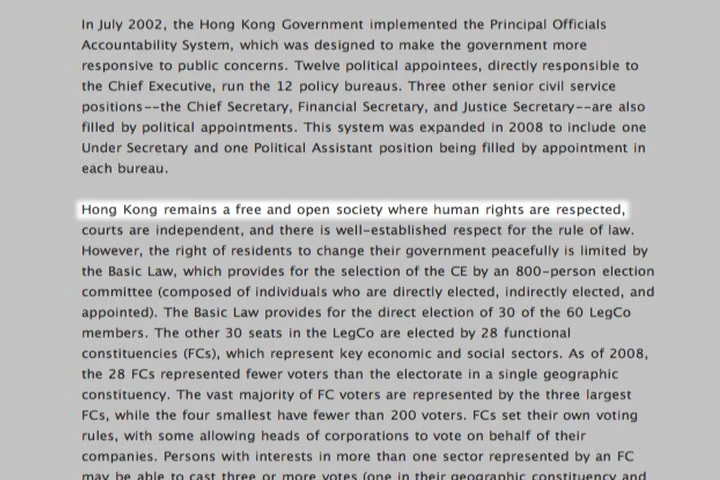 In July 2002, the Hong Kong Government implemented the Principal Officials
Accountability System, which was designed to make the government more
responsive to public concerns. Twelve political appointees, directly responsible to
the Chief Executive, run the 12 policy bureaus. Three other senior civil service
positions--the Chief Secretary, Financial Secretary, and Justice Secretary--are also
filled by political appointments. This system was expanded in 2008 to include one
Under Secretary and one Political Assistant position being filled by appointment in
each bureau.
Hong Kong remains a free and open society where human rights are respected,
courts are independent, and there is well-established respect for the rule of law.
However, the right of residents to change their government peacefully is limited by
the Basic Law, which provides for the selection of the CE by an 800-person election
committee (composed of individuals who are directly elected, indirectly elected, and
appointed). The Basic Law provides for the direct election of 30 of the 60 LegCo
members. The other 30 seats in the LegCo are elected by 28 functional
constituencies (FCs), which represent key economic and social sectors. As of 2008,
the 28 FCs represented fewer voters than the electorate in a single geographic
constituency. The vast majority of FC voters are represented by the three largest
FCs, while the four smallest have fewer than 200 voters. FCs set their own voting
rules, with some allowing heads of corporations to vote on behalf of their
companies. Persons with interests in more than one sector represented by an FC
may be able to cast three or more votes (one in their geographic constituency and